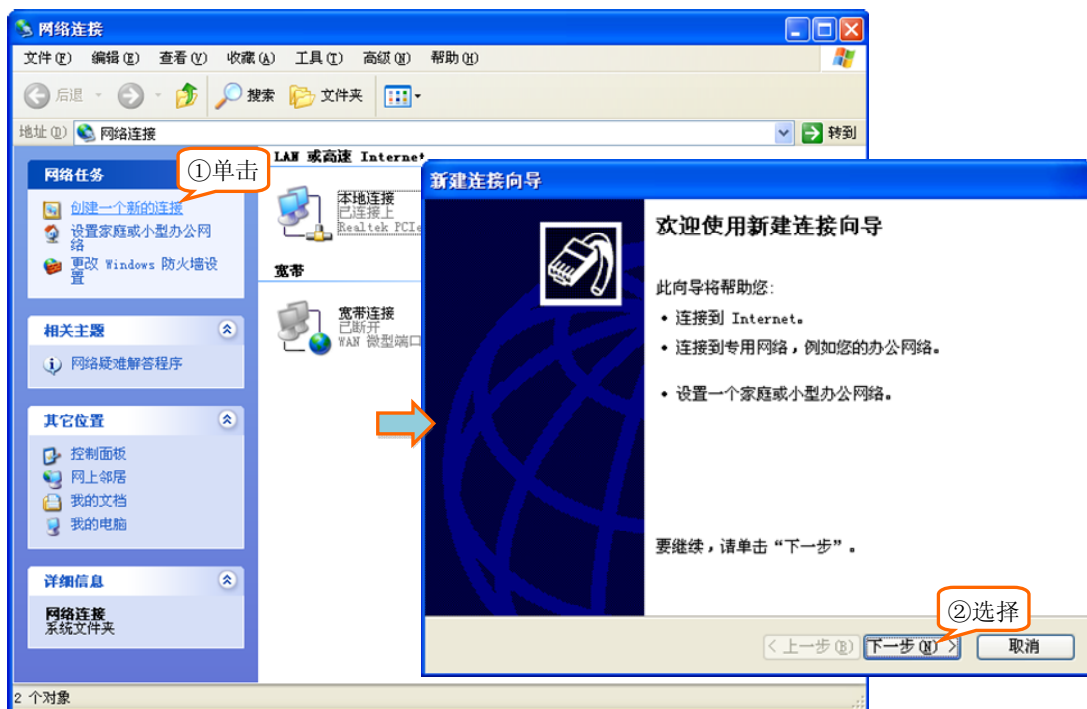 网络连接
文件(F) 编辑(E) 查看(V) 收藏(A) 工具(T) 高级(N) 帮助(H)
后退 搜索 文件夹
地址(D) 网络连接 转到
网络任务
①单击
创建一个新的连接
设置家庭或小型办公网
络
更改 Windows 防火墙设
置
相关主题
网络疑难解答程序
其它位置
控制面板
网上邻居
我的文档
我的电脑
详细信息
网络连接
系统文件夹
LAN 或高速 Internet
本地连接
已连接上
Realtek PCIe
宽带
宽带连接
已断开
WAN 微型端口
2 个对象
新建连接向导
欢迎使用新建连接向导
此向导将帮助您:
• 连接到 Internet。
• 连接到专用网络，例如您的办公网络。
• 设置一个家庭或小型办公网络。
要继续，请单击“下一步”。
②选择
< 上一步(B) 下一步(N) > 取消